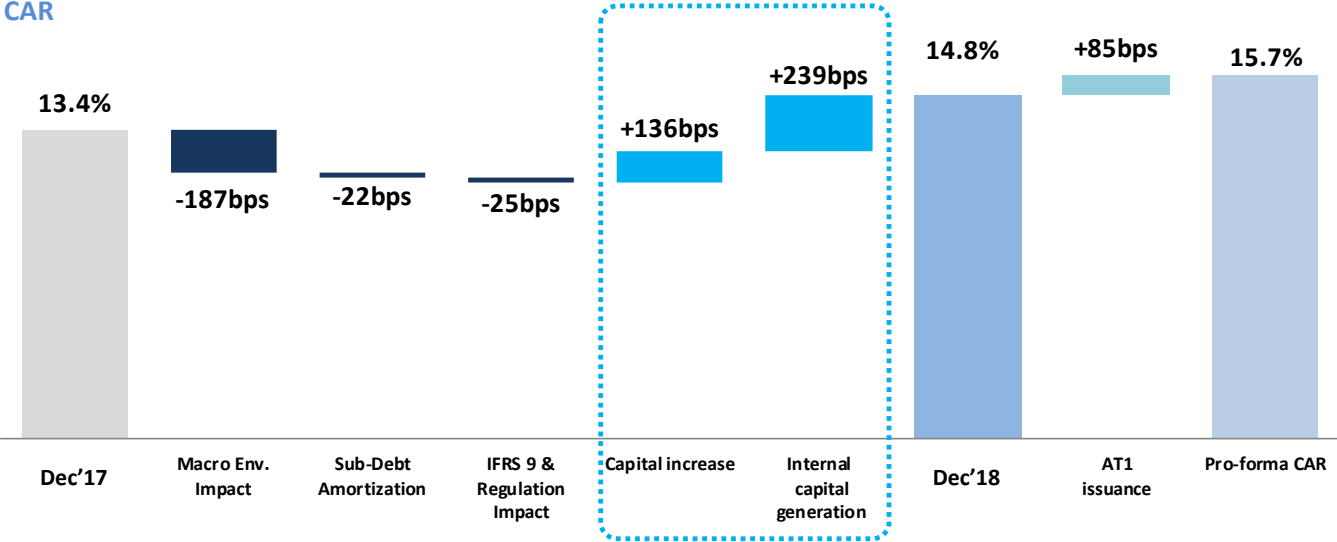 CAR
13.4%
-187bps
-22bps
-25bps
+136bps
+239bps
14.8%
+85bps
15.7%
Dec’17
Macro Env.
Impact
Sub-Debt
Amortization
IFRS 9 &
Regulation
Impact
Capital increase
Internal
capital
generation
Dec’18
AT1
issuance
Pro-forma CAR